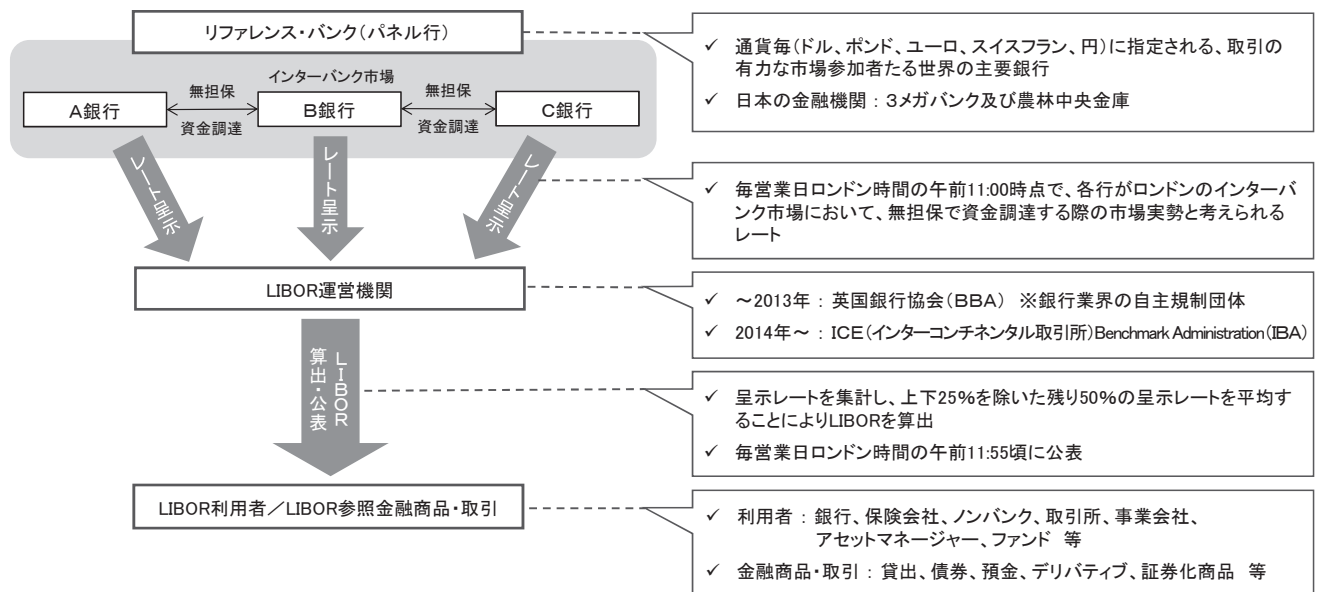 リファレンス・バンク(パネル行)
インターバンク市場
無担保
無担保
A銀行
B銀行
C銀行
資金調達
資金調達
レート呈示
レート呈示
レート呈示
LIBOR運営機関
LIBOR
算出・公表
LIBOR利用者/LIBOR参照金融商品・取引
✓ 通貨毎(ドル、ポンド、ユーロ、スイスフラン、円)に指定される、取引の
有力な市場参加者たる世界の主要銀行
✓ 日本の金融機関:3メガバンク及び農林中央金庫
✓ 毎営業日ロンドン時間の午前11:00時点で、各行がロンドンのインターバ
ンク市場において、無担保で資金調達する際の市場実勢と考えられる
レート
✓ ~2013年:英国銀行協会(BBA) ※銀行業界の自主規制団体
✓ 2014年~:ICE(インターコンチネンタル取引所)Benchmark Administration(IBA)
✓ 呈示レートを集計し、上下25%を除いた残り50%の呈示レートを平均す
ることによりLIBORを算出
✓ 毎営業日ロンドン時間の午前11:55頃に公表
✓ 利用者:銀行、保険会社、ノンバンク、取引所、事業会社、
アセットマネージャー、ファンド 等
✓ 金融商品・取引:貸出、債券、預金、デリバティブ、証券化商品 等